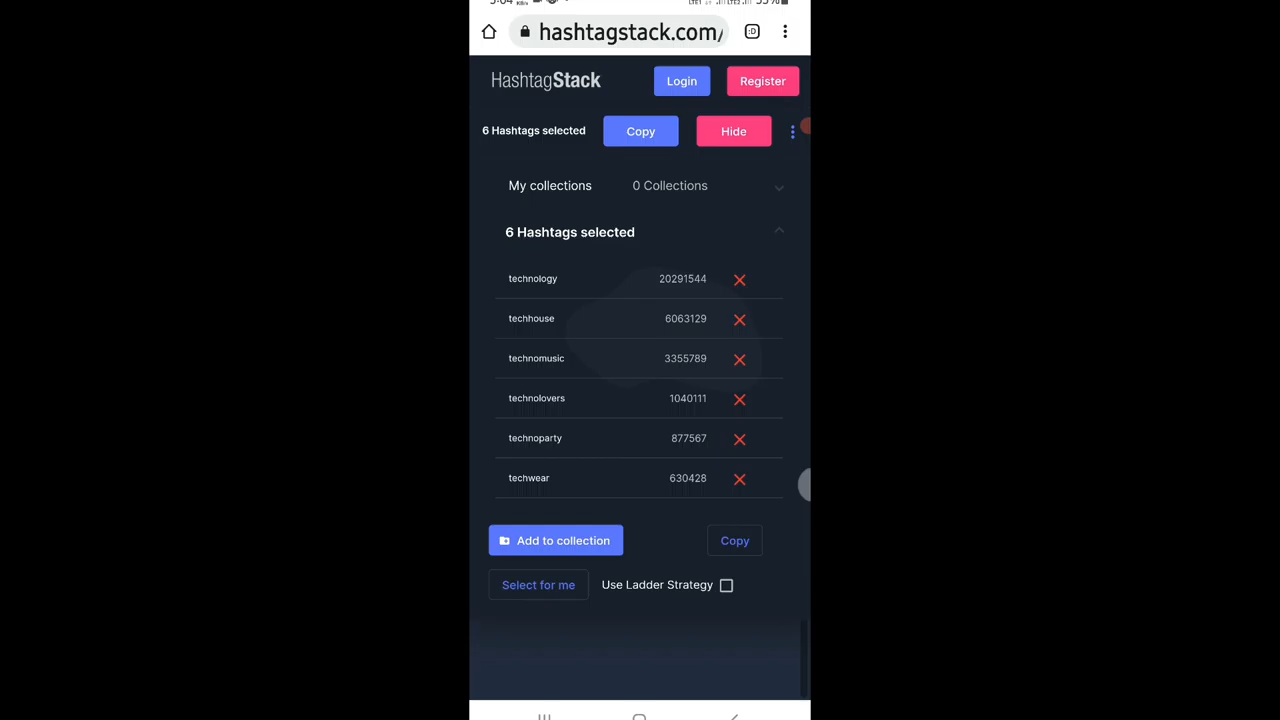 hashtagstack.com/
HashtagStack
Login
Register
6 Hashtags selected
Copy
Hide
My collections
0 Collections
6 Hashtags selected
technology 20291544
techhouse 6063129
technomusic 3355789
technolovers 1040111
technoparty 877567
techwear 630428
Add to collection
Copy
Select for me
Use Ladder Strategy